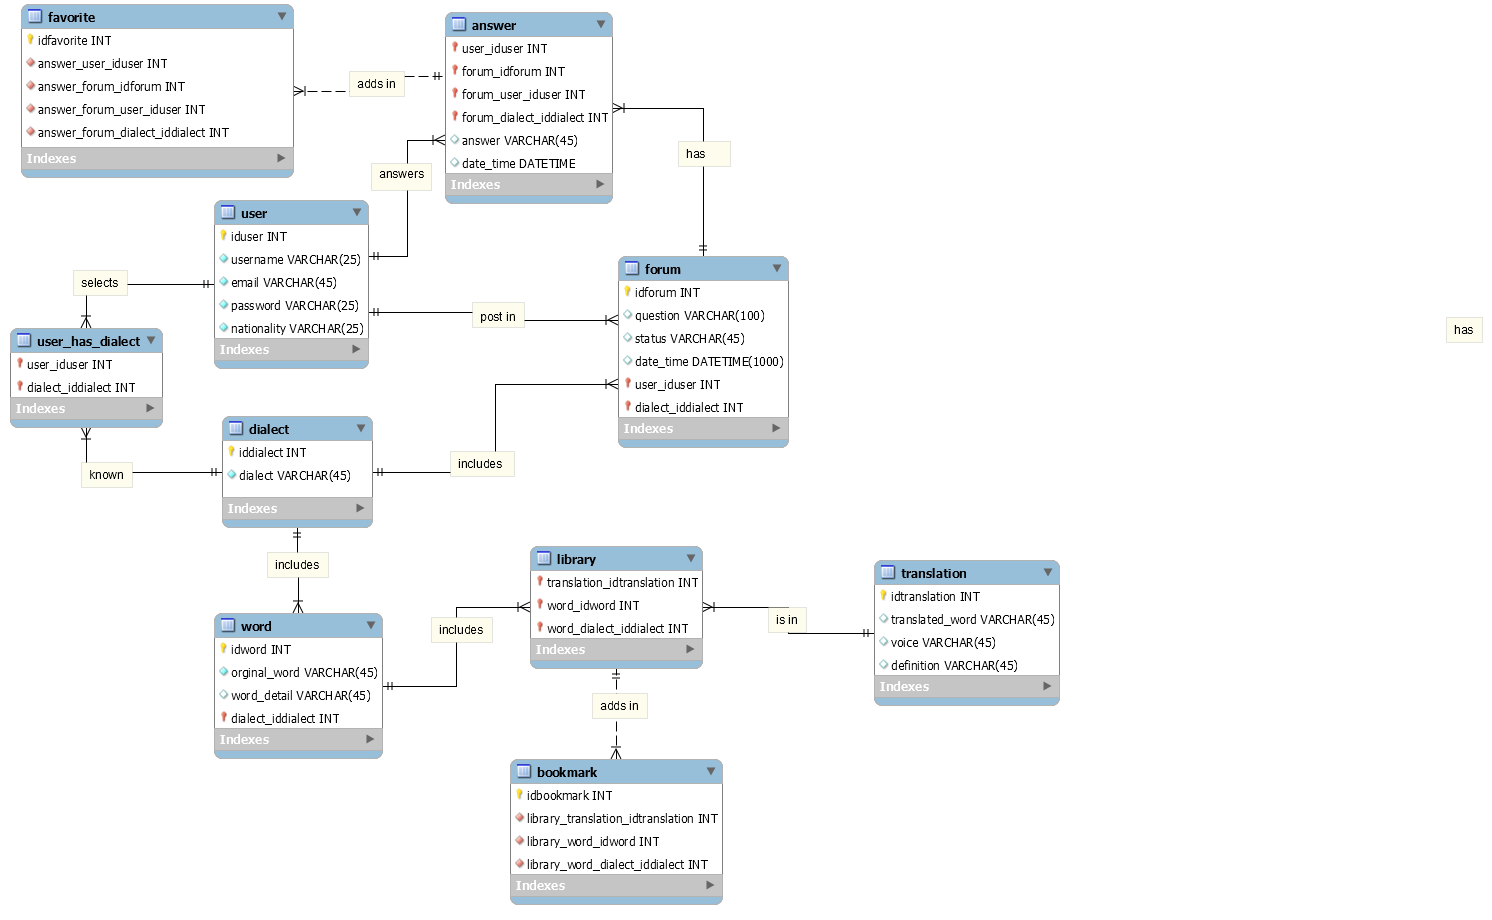 favorite
idfavorite INT
answer_user_iduser INT
answer_forum_idforum INT
answer_forum_user_iduser INT
answer_forum_dialect_iddialect INT
Indexes
adds in
answer
user_iduser INT
forum_idforum INT
forum_user_iduser INT
forum_dialect_iddialect INT
answer VARCHAR(45)
date_time DATETIME
Indexes
has
answers
user
iduser INT
username VARCHAR(25)
email VARCHAR(45)
password VARCHAR(25)
nationality VARCHAR(25)
Indexes
selects
post in
forum
idforum INT
question VARCHAR(100)
status VARCHAR(45)
date_time DATETIME(1000)
user_iduser INT
dialect_iddialect INT
Indexes
has
user_has_dialect
user_iduser INT
dialect_iddialect INT
Indexes
known
dialect
iddialect INT
dialect VARCHAR(45)
Indexes
includes
includes
library
translation_idtranslation INT
word_idword INT
word_dialect_iddialect INT
Indexes
is in
translation
idtranslation INT
translated_word VARCHAR(45)
voice VARCHAR(45)
definition VARCHAR(45)
Indexes
word
idword INT
orginal_word VARCHAR(45)
word_detail VARCHAR(45)
dialect_iddialect INT
Indexes
includes
adds in
bookmark
idbookmark INT
library_translation_idtranslation INT
library_word_idword INT
library_word_dialect_iddialect INT
Indexes